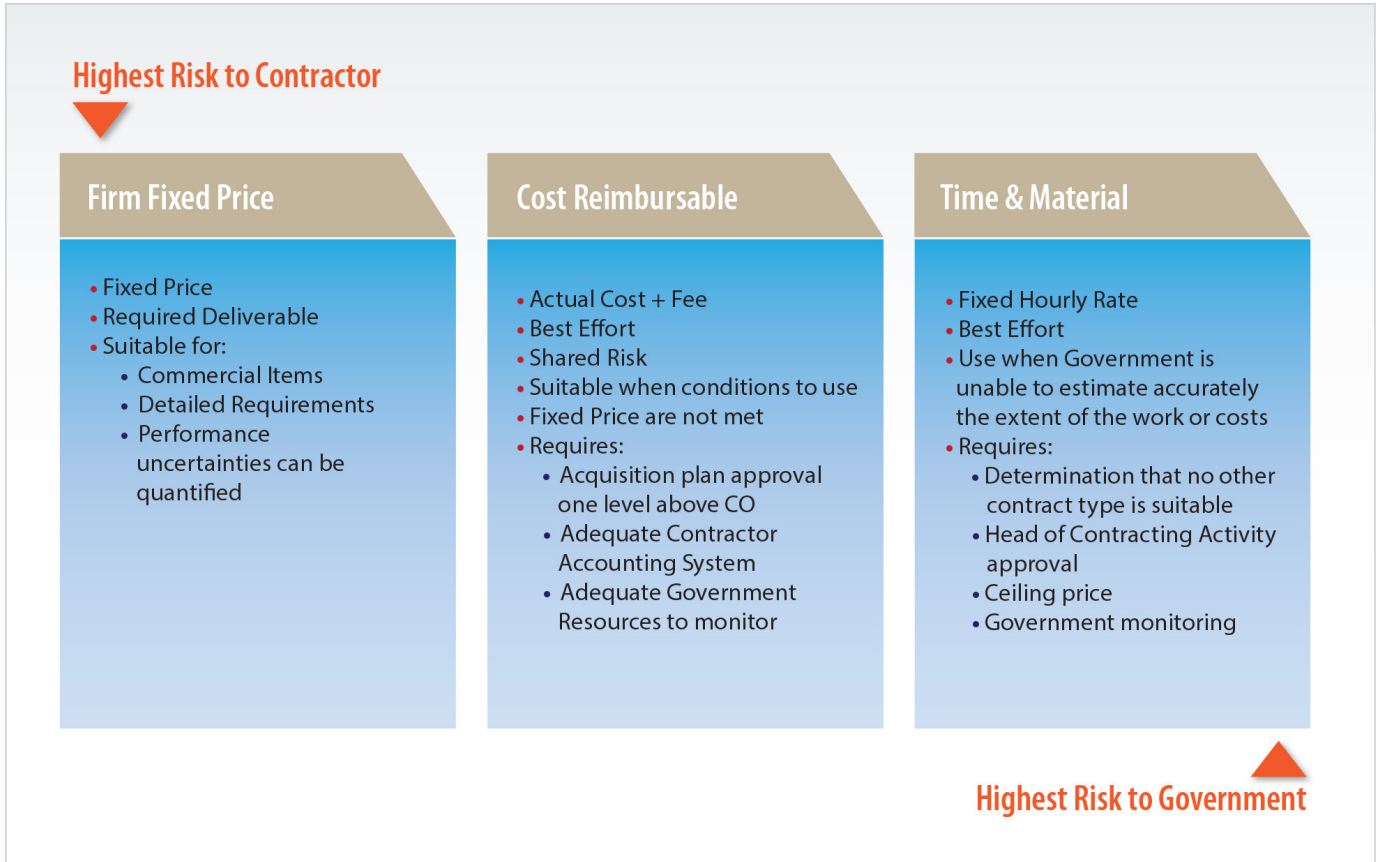 Highest Risk to Contractor
Firm Fixed Price
• Fixed Price
• Required Deliverable
• Suitable for:
• Commercial Items
• Detailed Requirements
• Performance
uncertainties can be
quantified
Cost Reimbursable
• Actual Cost + Fee
• Best Effort
• Shared Risk
• Suitable when conditions to use
• Fixed Price are not met
• Requires:
• Acquisition plan approval
one level above CO
• Adequate Contractor
Accounting System
• Adequate Government
Resources to monitor
Time & Material
• Fixed Hourly Rate
• Best Effort
• Use when Government is
unable to estimate accurately
the extent of the work or costs
• Requires:
• Determination that no other
contract type is suitable
• Head of Contracting Activity
approval
• Ceiling price
• Government monitoring
Highest Risk to Government